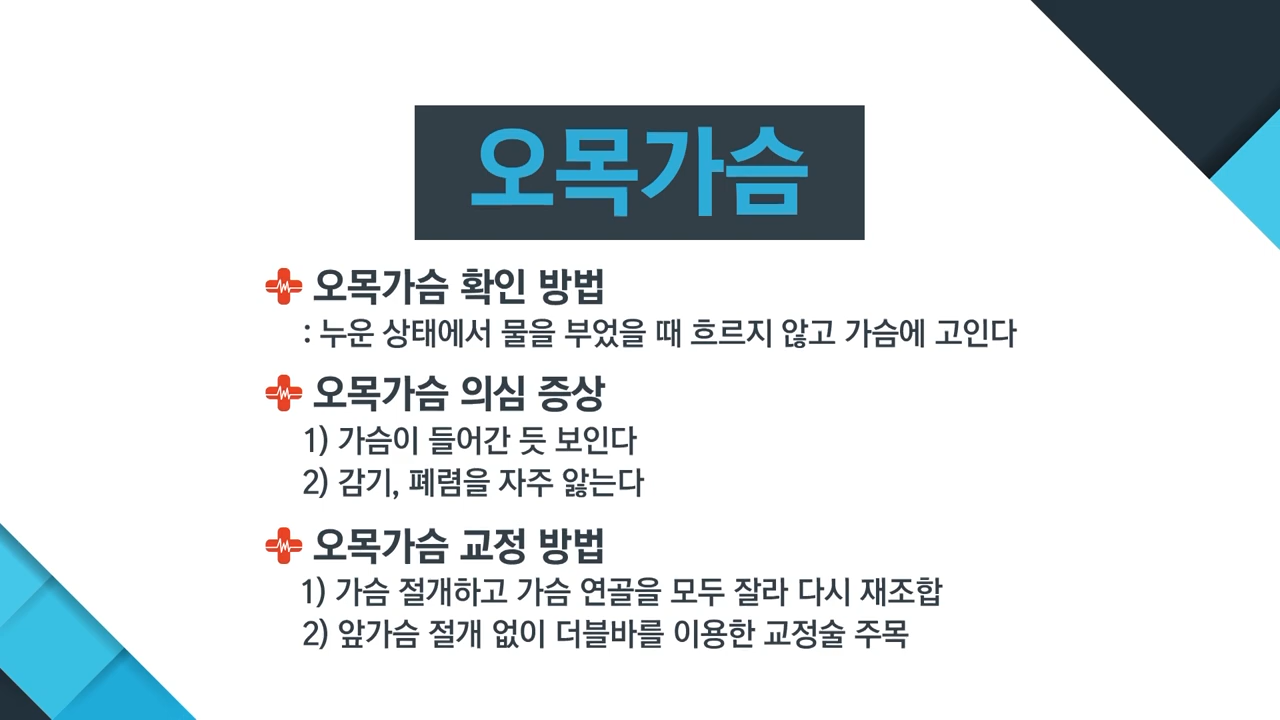 오목가슴
오목가슴 확인 방법
: 누운 상태에서 물을 부었을 때 흐르지 않고 가슴에 고인다
오목가슴 의심 증상
1) 가슴이 들어간 듯 보인다
2) 감기, 폐렴을 자주 앓는다
오목가슴 교정 방법
1) 가슴 절개하고 가슴 연골을 모두 잘라 다시 재조합
2) 앞가슴 절개 없이 더블바를 이용한 교정술 주목